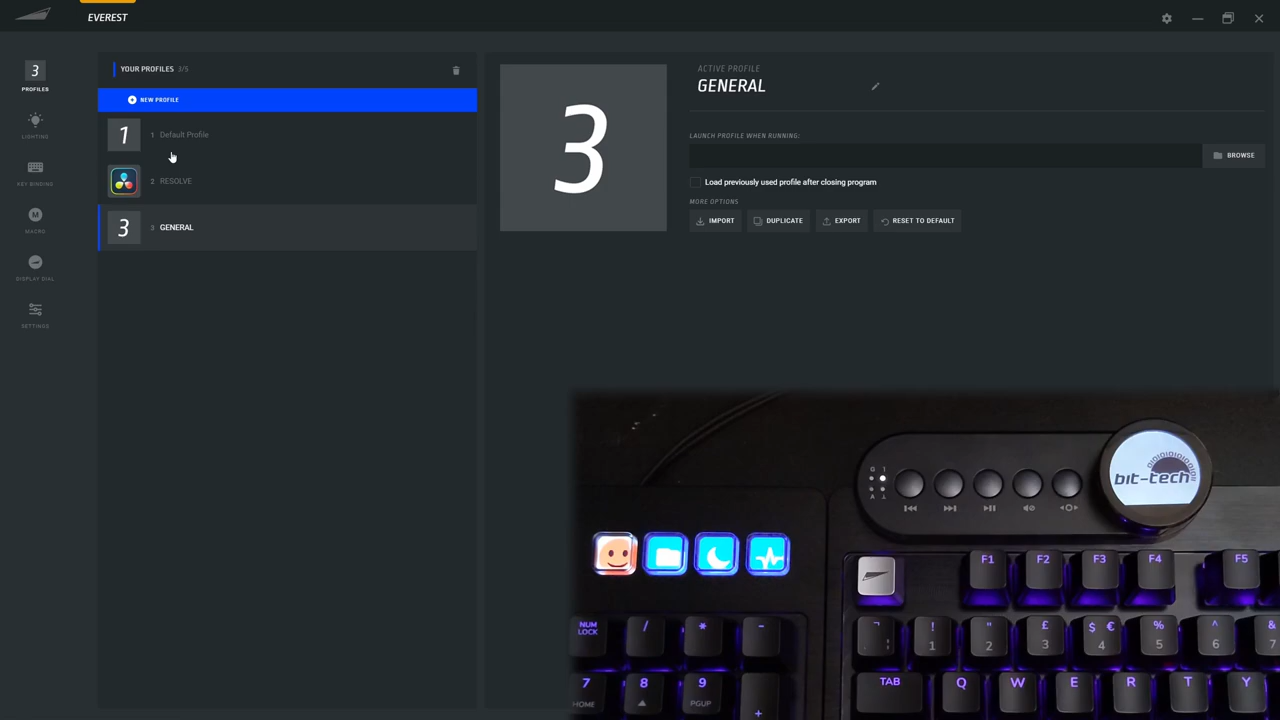 EVEREST
3
PROFILES
LIGHTING
KEY BINDING
M
MACRO
DISPLAY DIAL
SETTINGS
YOUR PROFILES 3/5
NEW PROFILE
1 1 Default Profile
2 RESOLVE
3 3 GENERAL
3
ACTIVE PROFILE
GENERAL
LAUNCH PROFILE WHEN RUNNING:
BROWSE
Load previously used profile after closing program
MORE OPTIONS
IMPORT DUPLICATE EXPORT RESET TO DEFAULT
bit-tech
F1 F2 F3 F4 F5
NUM LOCK / * -
! 1 " 2 £ 3 $ € 4 % 5 ^ 6 & 7
7 HOME 8 9 PGUP +
TAB Q W E R T Y